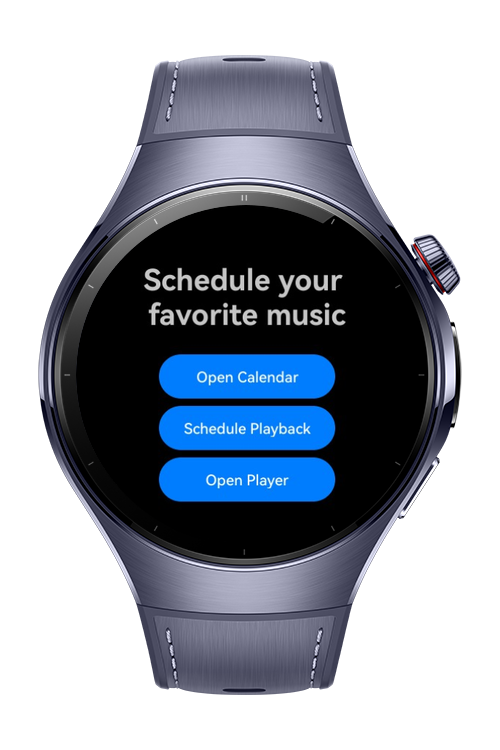 Schedule your
favorite music
Open Calendar
Schedule Playback
Open Player